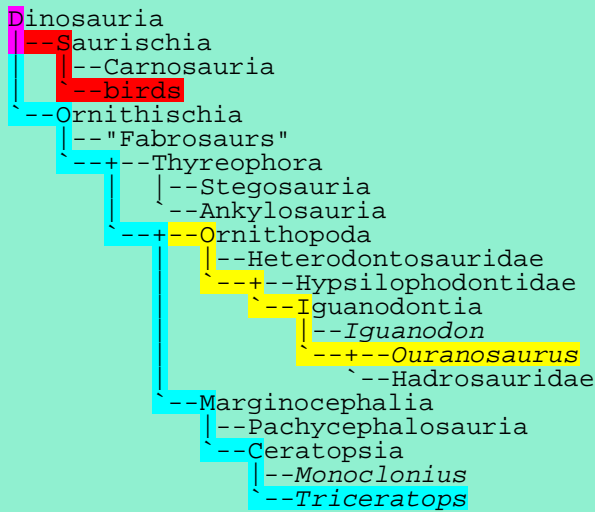 Dinosauria
|--Saurischia
|  |--Carnosauria
|  `--birds
`--Ornithischia
   |--"Fabrosaurs"
   `--+--Thyreophora
      |  |--Stegosauria
      |  `--Ankylosauria
      `--+--Ornithopoda
         |  |--Heterodontosauridae
         |  `--+--Hypsilophodontidae
         |     `--Iguanodontia
         |        |--Iguanodon
         |        `--+--Ouranosaurus
         |           `--Hadrosauridae
         `--Marginocephalia
            |--Pachycephalosauria
            `--Ceratopsia
               |--Monoclonius
               `--Triceratops